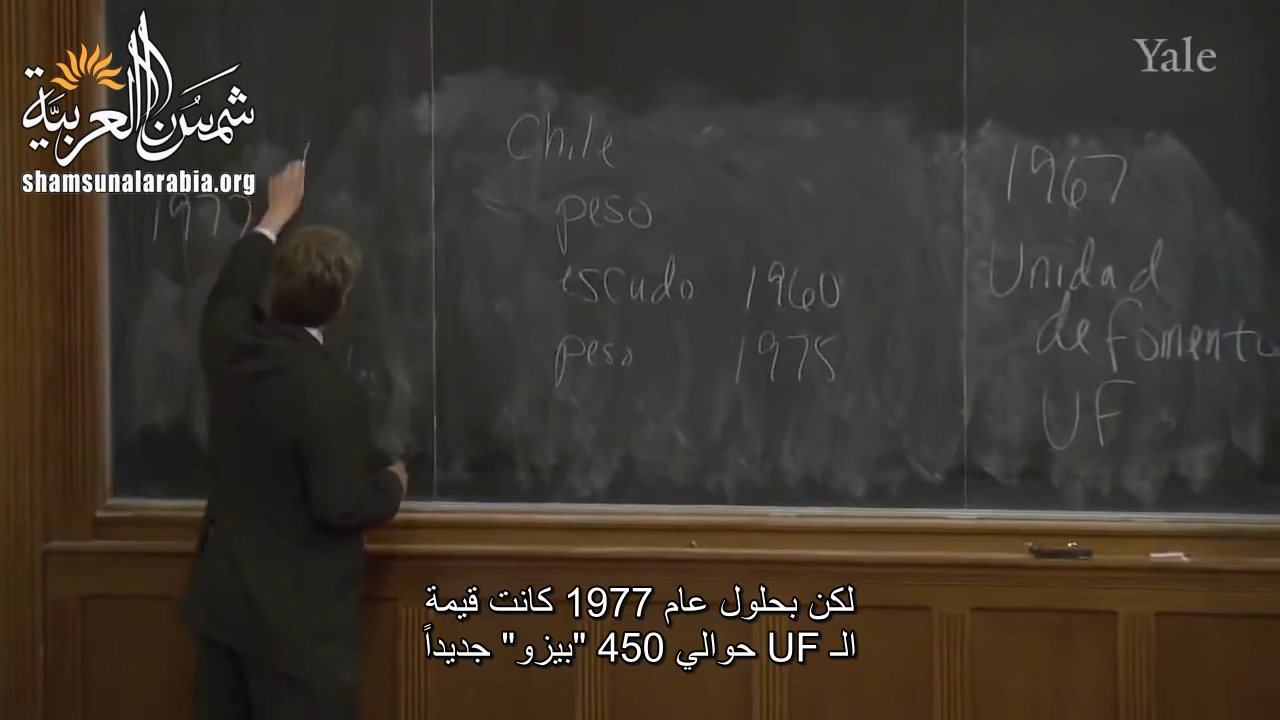 شمس العربية
shamsunalarabia.org
Yale
1977
Chile
peso
escudo 1960
peso 1975
1967
Unidad
de fomento
UF
لكن بحلول عام 1977 كانت قيمة
الـ UF حوالي 450 "بيزو" جديداً